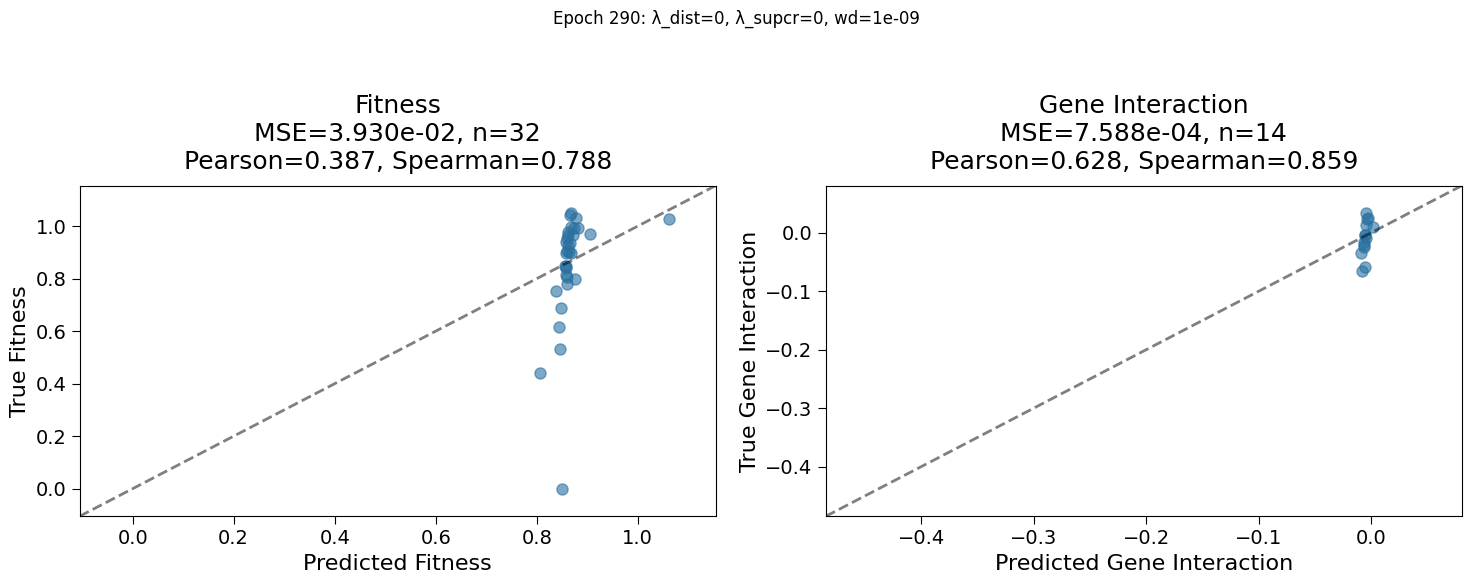 Epoch 290: λ_dist=0, λ_supcr=0, wd=1e-09
Fitness
MSE=3.930e-02, n=32
Pearson=0.387, Spearman=0.788
True Fitness
1.0
0.8
0.6
0.4
0.2
0.0
0.0 0.2 0.4 0.6 0.8 1.0
Predicted Fitness
Gene Interaction
MSE=7.588e-04, n=14
Pearson=0.628, Spearman=0.859
True Gene Interaction
0.0
−0.1
−0.2
−0.3
−0.4
−0.4 −0.3 −0.2 −0.1 0.0
Predicted Gene Interaction